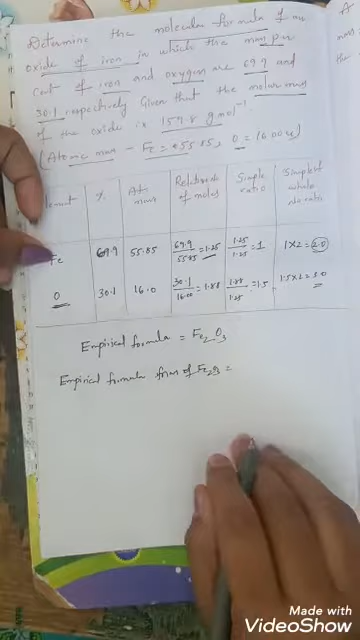 Determine the molecular formula of an
oxide of iron in which the mass per
cent of iron and oxygen are 69.9 and
30.1 respectively Given that the molar mass
of the oxide is 159.8 g mol⁻¹
(Atomic mass - Fe = 55.85, O = 16.00 u)
% At. mass Relative no of moles Simple ratio Simplest whole no ratio
Fe 69.9 55.85 69.9/55.85 = 1.25 1.25/1.25 = 1 1x2 = 2.0
O 30.1 16.0 30.1/16.00 = 1.88 1.88/1.25 = 1.5 1.5x2 = 3.0
Empirical formula = Fe₂O₃
Empirical formula mass of Fe₂O₃ =
Made with
VideoShow